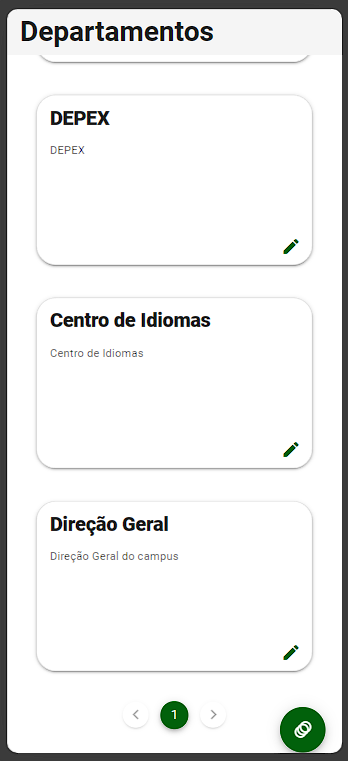 Departamentos
DEPEX
DEPEX
Centro de Idiomas
Centro de Idiomas
Direção Geral
Direção Geral do campus
1